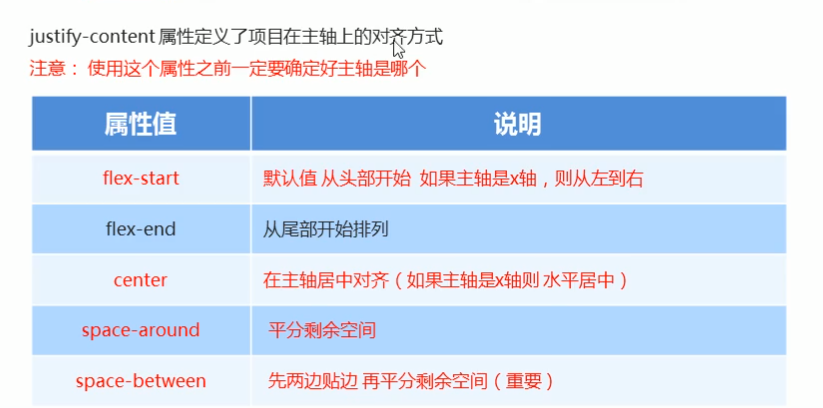 justify-content 属性定义了项目在主轴上的对齐方式
注意： 使用这个属性之前一定要确定好主轴是哪个
属性值 说明
flex-start 默认值 从头部开始 如果主轴是x轴，则从左到右
flex-end 从尾部开始排列
center 在主轴居中对齐（如果主轴是x轴则 水平居中）
space-around 平分剩余空间
space-between 先两边贴边 再平分剩余空间（重要）